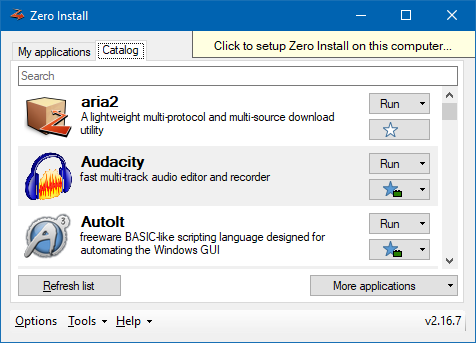 Zero Install
My applications
Catalog
Click to setup Zero Install on this computer...
Search
aria2
Run
A lightweight multi-protocol and multi-source download
utility
Audacity
Run
fast multi-track audio editor and recorder
AutoIt
Run
freeware BASIC-like scripting language designed for
automating the Windows GUI
3
Refresh list
More applications
Options
Tools
Help
v2.16.7